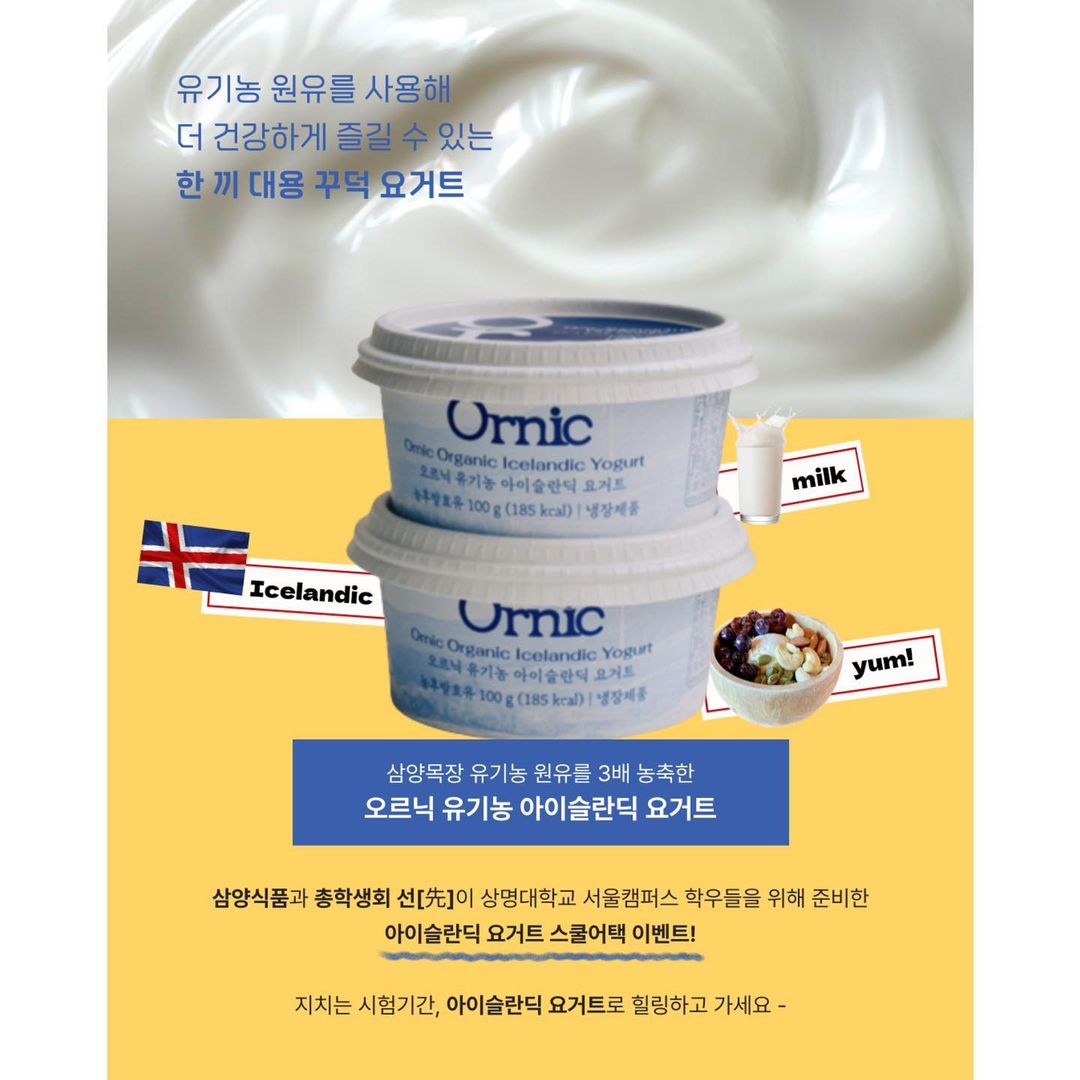 유기농 원유를 사용해
더 건강하게 즐길 수 있는
한 끼 대용 꾸덕 요거트
Ornic
Ornic Organic Icelandic Yogurt
오르닉 유기농 아이슬란딕 요거트
농후발효유 100 g (185 kcal) | 냉장제품
milk
Icelandic
Ornic
Ornic Organic Icelandic Yogurt
오르닉 유기농 아이슬란딕 요거트
농후발효유 100 g (185 kcal) | 냉장제품
yum!
삼양목장 유기농 원유를 3배 농축한
오르닉 유기농 아이슬란딕 요거트
삼양식품과 총학생회 선[先]이 상명대학교 서울캠퍼스 학우들을 위해 준비한
아이슬란딕 요거트 스쿨어택 이벤트!
지치는 시험기간, 아이슬란딕 요거트로 힐링하고 가세요 -